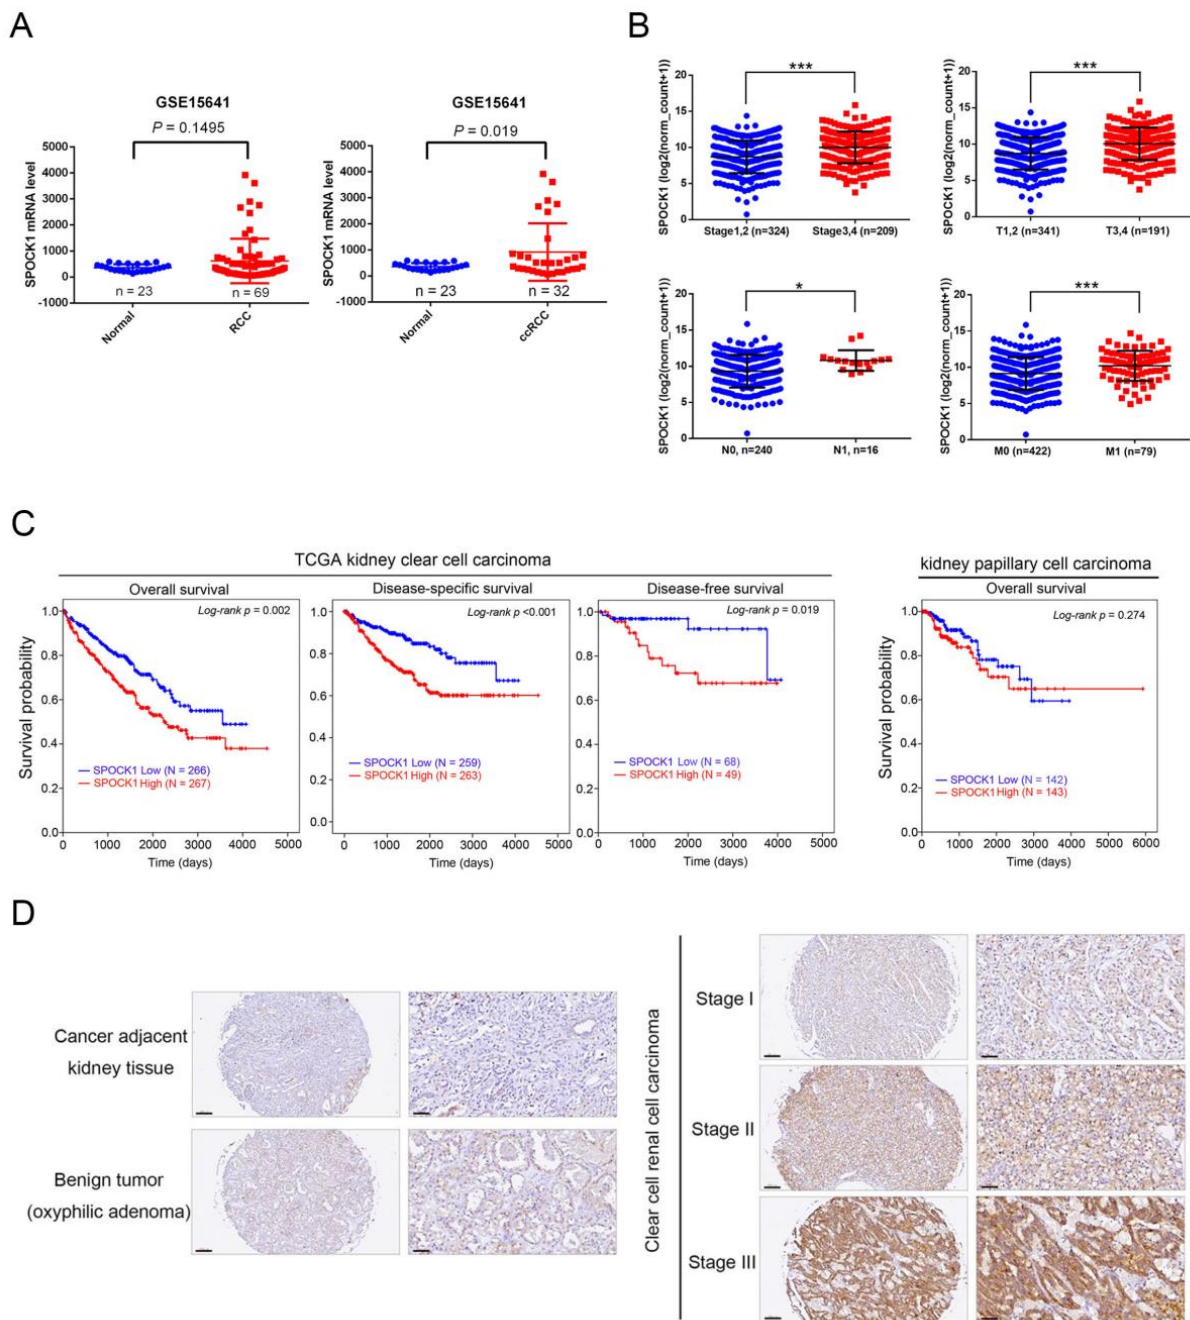 A
GSE15641
P = 0.1495
SPOCK1 mRNA level
5000
4000
3000
2000
1000
0
-1000
n = 23
n = 69
Normal
RCC
GSE15641
P = 0.019
SPOCK1 mRNA level
5000
4000
3000
2000
1000
0
-1000
n = 23
n = 32
Normal
ccRCC
B
SPOCK1 (log2(norm_count+1))
20
15
10
5
0
***
Stage1,2 (n=324)
Stage3,4 (n=209)
SPOCK1 (log2(norm_count+1))
20
15
10
5
0
***
T1,2 (n=341)
T3,4 (n=191)
SPOCK1 (log2(norm_count+1))
20
15
10
5
0
*
N0, n=240
N1, n=16
SPOCK1 (log2(norm_count+1))
20
15
10
5
0
***
M0 (n=422)
M1 (n=79)
C
TCGA kidney clear cell carcinoma
Overall survival
Log-rank p = 0.002
Survival probability
1.0
0.8
0.6
0.4
0.2
0.0
SPOCK1 Low (N = 266)
SPOCK1 High (N = 267)
0 1000 2000 3000 4000 5000
Time (days)
Disease-specific survival
Log-rank p <0.001
1.0
0.8
0.6
0.4
0.2
0.0
SPOCK1 Low (N = 259)
SPOCK1 High (N = 263)
0 1000 2000 3000 4000 5000
Time (days)
Disease-free survival
Log-rank p = 0.019
1.0
0.8
0.6
0.4
0.2
0.0
SPOCK1 Low (N = 68)
SPOCK1 High (N = 49)
0 1000 2000 3000 4000 5000
Time (days)
kidney papillary cell carcinoma
Overall survival
Log-rank p = 0.274
Survival probability
1.0
0.8
0.6
0.4
0.2
0.0
SPOCK1 Low (N = 142)
SPOCK1 High (N = 143)
0 1000 2000 3000 4000 5000 6000
Time (days)
D
Cancer adjacent
kidney tissue
Benign tumor
(oxyphilic adenoma)
Clear cell renal cell carcinoma
Stage I
Stage II
Stage III